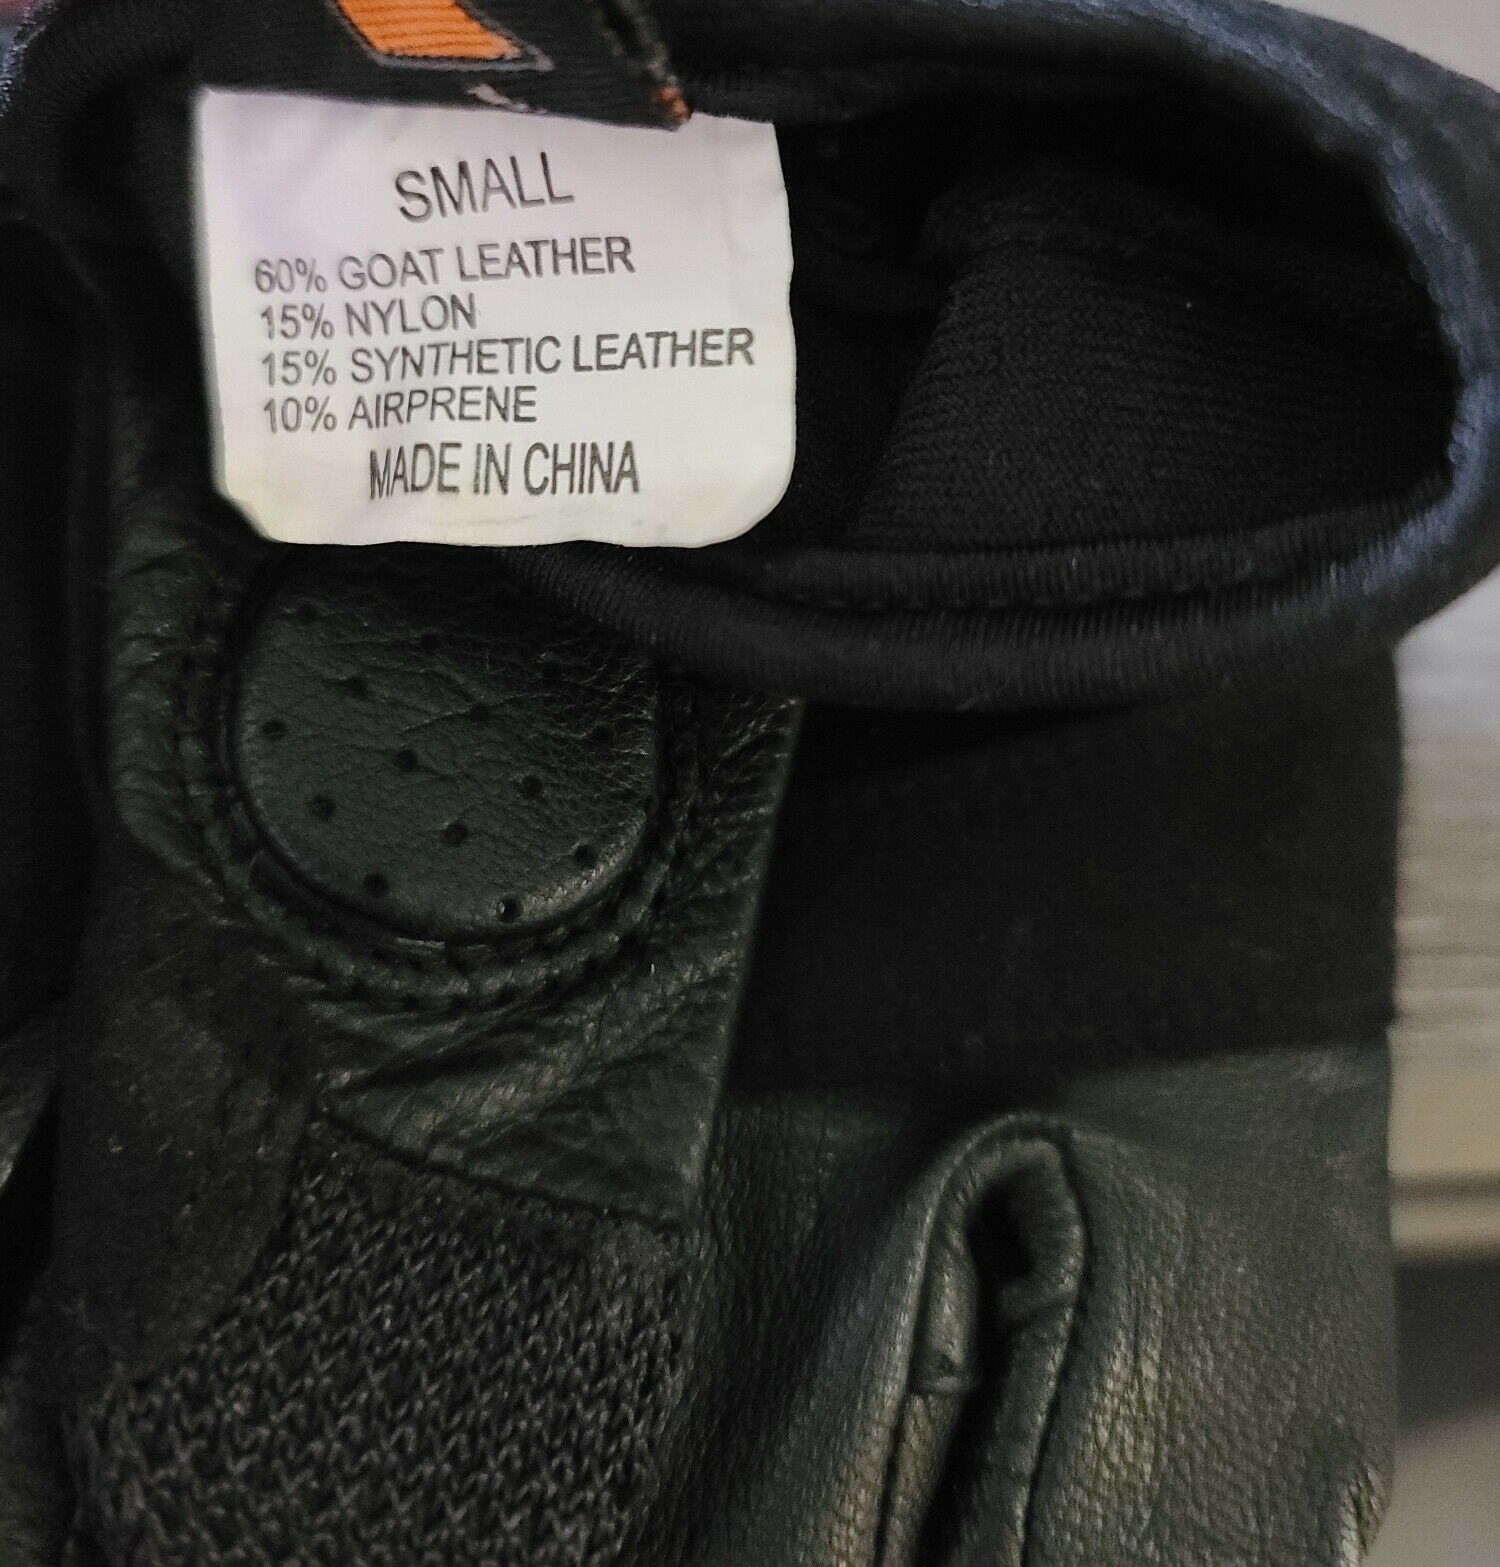 SMALL
60% GOAT LEATHER
15% NYLON
15% SYNTHETIC LEATHER
10% AIRPRENE
MADE IN CHINA